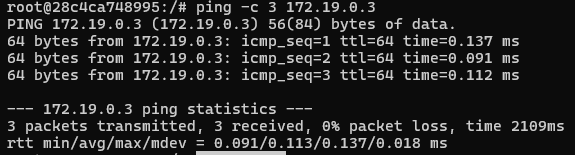 root@28c4ca748995:/# ping -c 3 172.19.0.3
PING 172.19.0.3 (172.19.0.3) 56(84) bytes of data.
64 bytes from 172.19.0.3: icmp_seq=1 ttl=64 time=0.137 ms
64 bytes from 172.19.0.3: icmp_seq=2 ttl=64 time=0.091 ms
64 bytes from 172.19.0.3: icmp_seq=3 ttl=64 time=0.112 ms
--- 172.19.0.3 ping statistics ---
3 packets transmitted, 3 received, 0% packet loss, time 2109ms
rtt min/avg/max/mdev = 0.091/0.113/0.137/0.018 ms